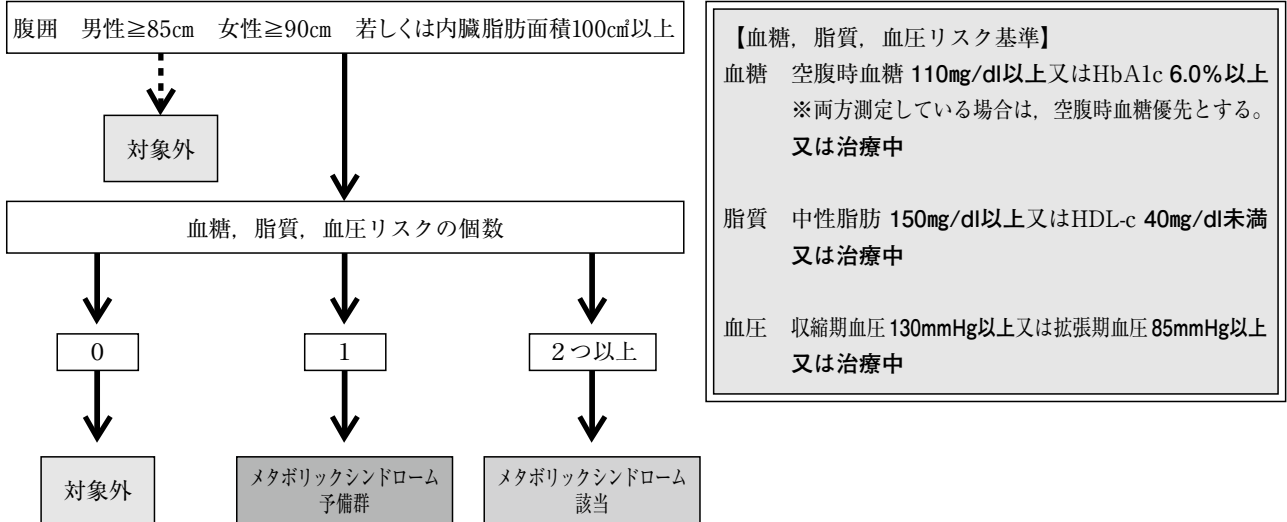 腹囲　男性≧85㎝　女性≧90㎝　若しくは内臓脂肪面積100㎠以上
対象外
血糖，脂質，血圧リスクの個数
0
1
２つ以上
対象外
メタボリックシンドローム
予備群
メタボリックシンドローム
該当
【血糖，脂質，血圧リスク基準】
血糖　空腹時血糖 110㎎/dl以上又はHbA1c 6.0％以上
※両方測定している場合は，空腹時血糖優先とする。
又は治療中
脂質　中性脂肪 150㎎/dl以上又はHDL-c 40㎎/dl未満
又は治療中
血圧　収縮期血圧 130mmHg以上又は拡張期血圧 85mmHg以上
又は治療中